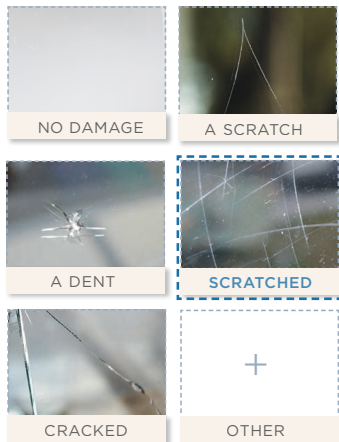 NO DAMAGE
A SCRATCH
A DENT
SCRATCHED
CRACKED
OTHER